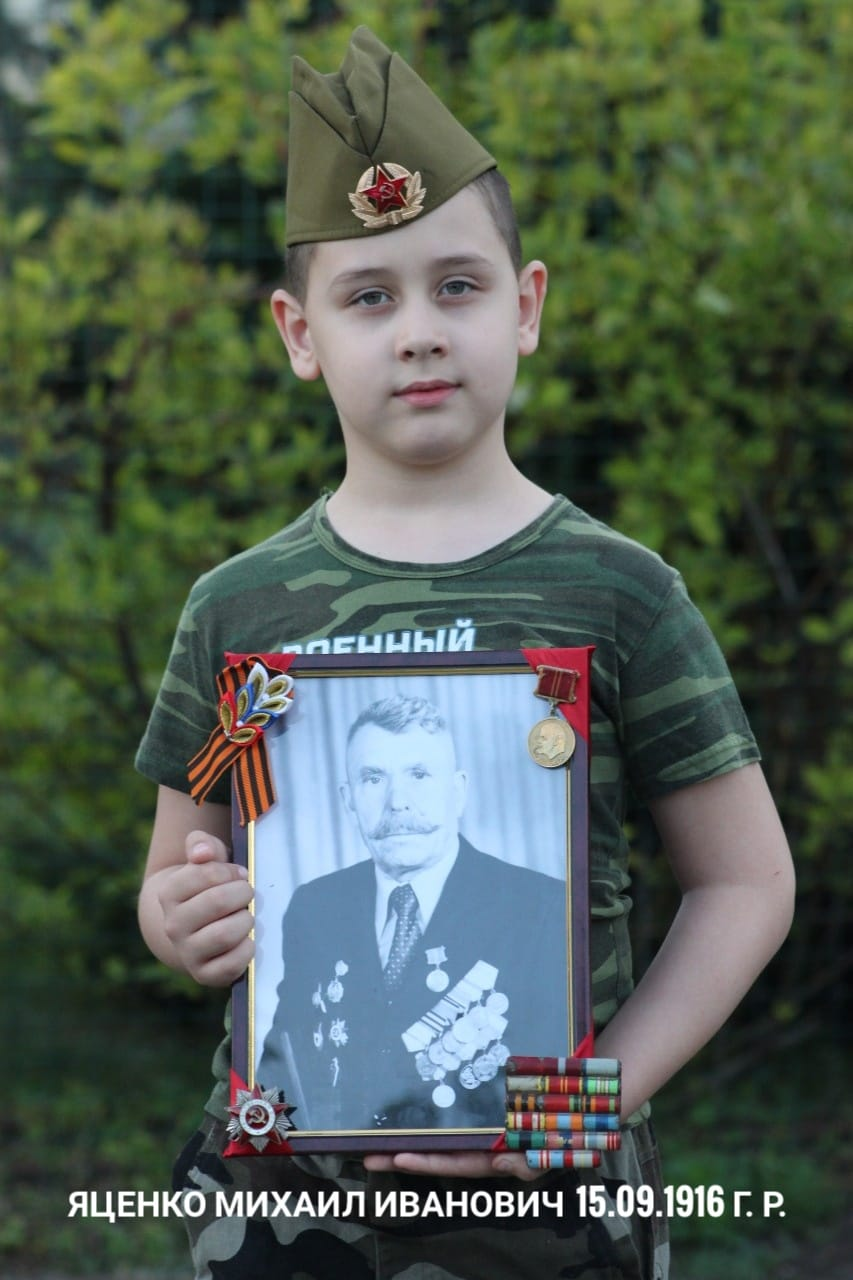 ВОЕННЫЙ
ЯЦЕНКО МИХАИЛ ИВАНОВИЧ 15.09.1916 Г. Р.